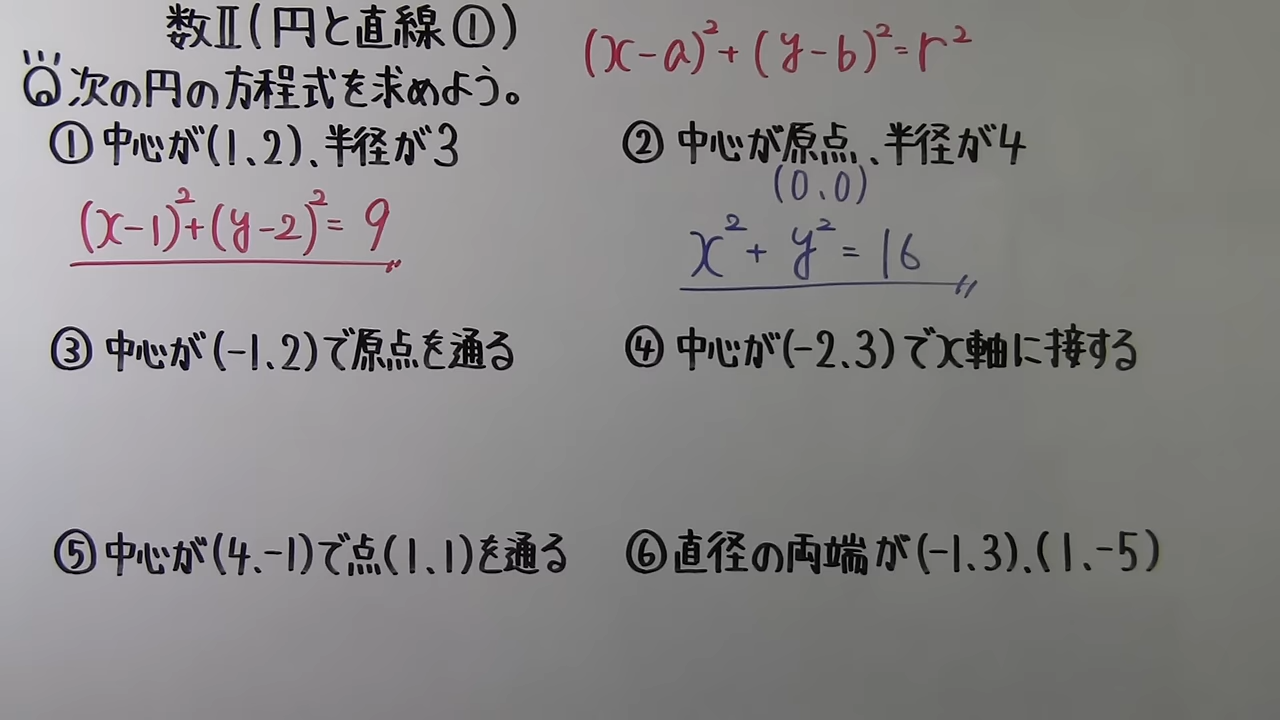 数Ⅱ(円と直線①)
(x-a)²+(y-b)²=r²
Q次の円の方程式を求めよう。
①中心が(1、2)、半径が3
(x-1)²+(y-2)²=9
②中心が原点、半径が4
(0、0)
x²+y²=16
③中心が(-1、2)で原点を通る
④中心が(-2、3)でx軸に接する
⑤中心が(4、-1)で点(1、1)を通る
⑥直径の両端が(-1、3)、(1、-5)